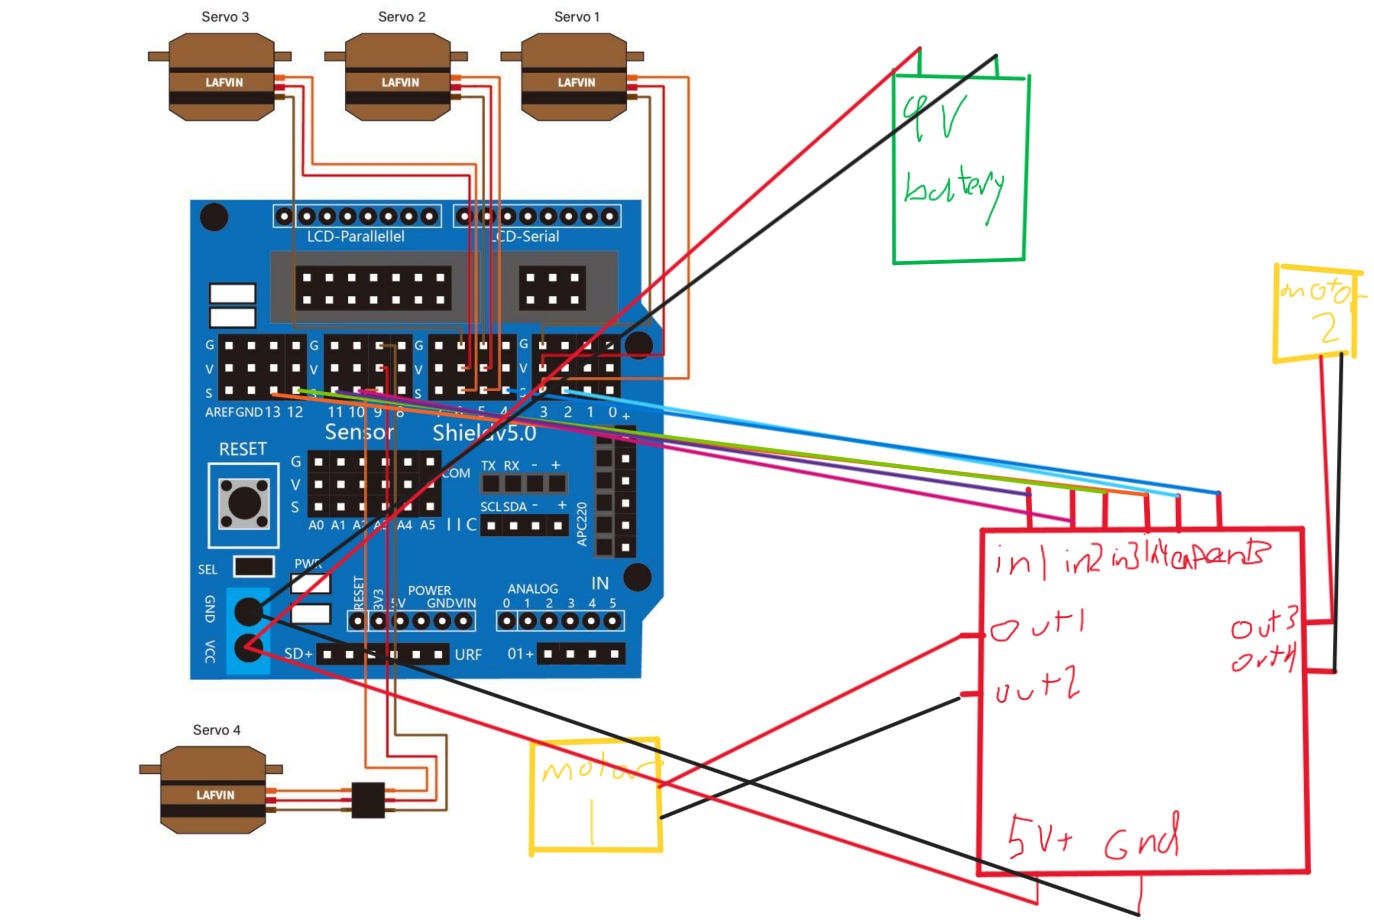 Servo 3
Servo 2
Servo 1
LAFVIN
LAFVIN
LAFVIN
9V
battery
motor
2
LCD-Parallellel
LCD-Serial
G
G
G
G
V
V
V
V
S
S
S
S
AREF GND 13 12
11 10 9 8
7 6 5 4
3 2 1 0 +
Sensor Shield v5.0
RESET
G
V
S
COM
TX RX - +
SCL SDA - +
A0 A1 A2 A3 A4 A5
IIC
APC220
SEL
PWR
IN
GND
VCC
RESET
3V3
5V
POWER
GND VIN
ANALOG
0 1 2 3 4 5
SD+
URF
01+
in1 in2 in3 in4
out1
out2
out3
out4
5V+ Gnd
Servo 4
LAFVIN
motor
1